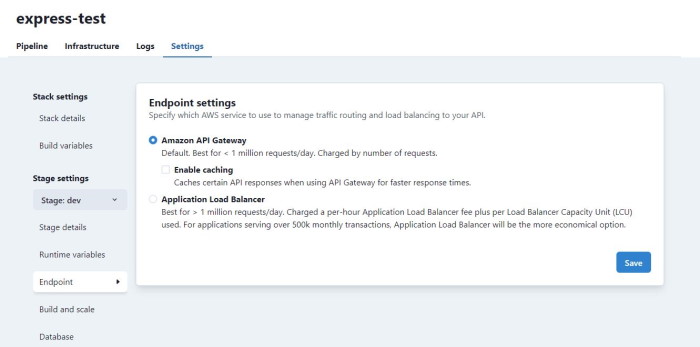 express-test
Pipeline Infrastructure Logs Settings
Stack settings
Stack details
Build variables
Stage settings
Stage: dev
Stage details
Runtime variables
Endpoint
Build and scale
Database
Endpoint settings
Specify which AWS service to use to manage traffic routing and load balancing to your API.
Amazon API Gateway
Default. Best for < 1 million requests/day. Charged by number of requests.
Enable caching
Caches certain API responses when using API Gateway for faster response times.
Application Load Balancer
Best for > 1 million requests/day. Charged a per-hour Application Load Balancer fee plus per Load Balancer Capacity Unit (LCU)
used. For applications serving over 500k monthly transactions, Application Load Balancer will be the more economical option.
Save